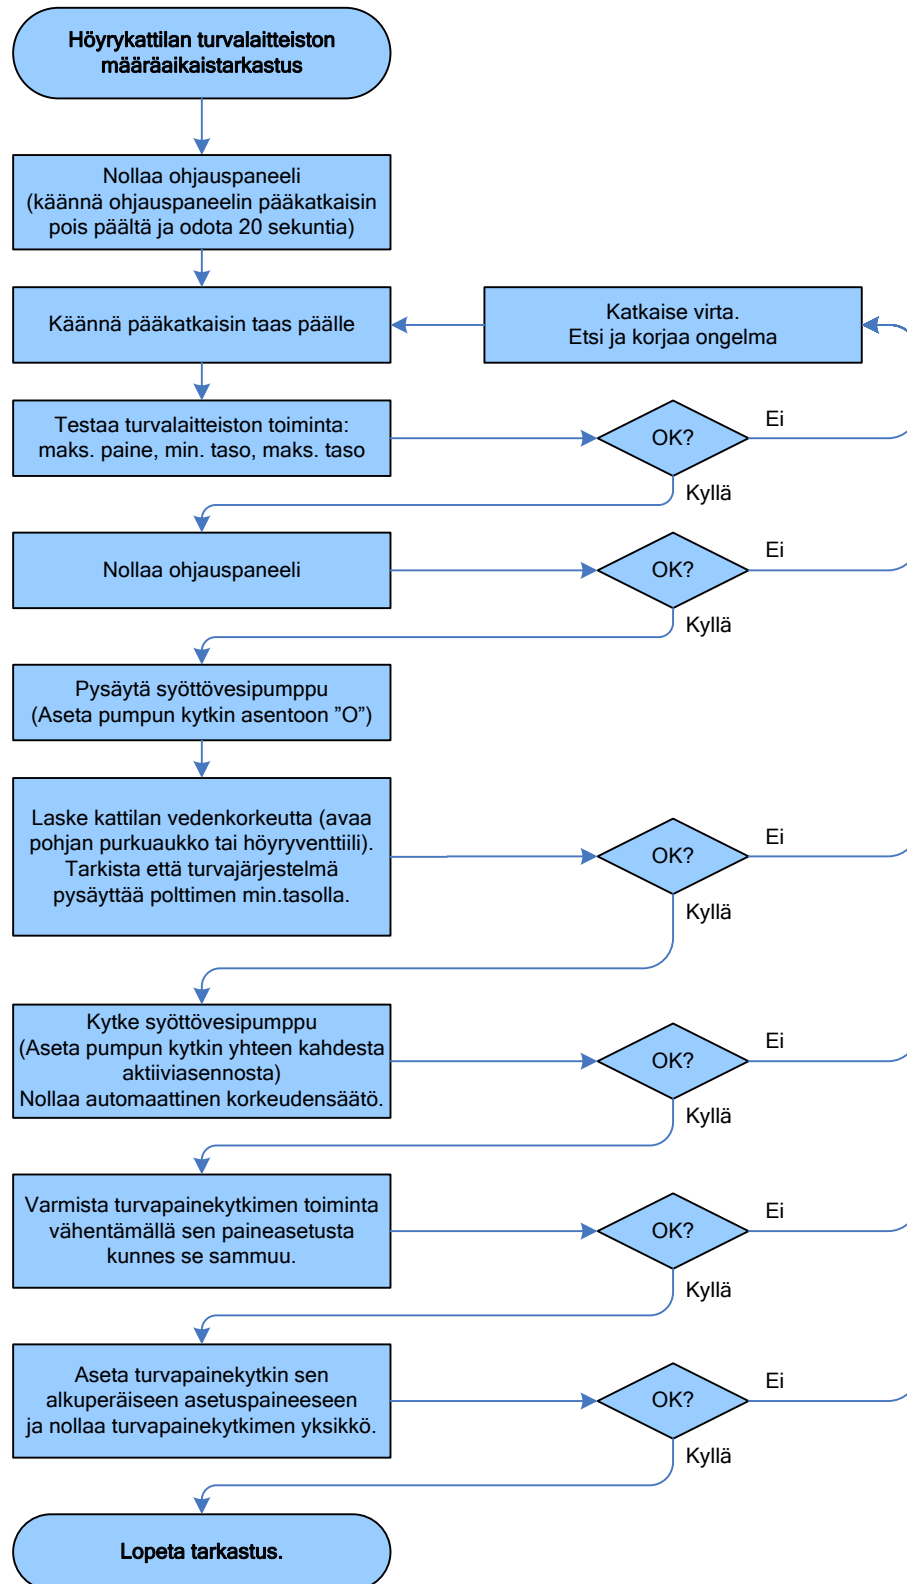 Höyrykattilan turvalaitteiston
määräaikaistarkastus
Nollaa ohjauspaneeli
(käännä ohjauspaneelin pääkatkaisin
pois päältä ja odota 20 sekuntia)
Käännä pääkatkaisin taas päälle
Katkaise virta.
Etsi ja korjaa ongelma
Testaa turvalaitteiston toiminta:
maks. paine, min. taso, maks. taso
OK?
Ei
Kyllä
Nollaa ohjauspaneeli
OK?
Ei
Kyllä
Pysäytä syöttövesipumppu
(Aseta pumpun kytkin asentoon ”O”)
Laske kattilan vedenkorkeutta (avaa
pohjan purkuaukko tai höyryventtiili).
Tarkista että turvajärjestelmä
pysäyttää polttimen min.tasolla.
OK?
Ei
Kyllä
Kytke syöttövesipumppu
(Aseta pumpun kytkin yhteen kahdesta
aktiiviasennosta)
Nollaa automaattinen korkeudensäätö.
OK?
Ei
Kyllä
Varmista turvapainekytkimen toiminta
vähentämällä sen paineasetusta
kunnes se sammuu.
OK?
Ei
Kyllä
Aseta turvapainekytkin sen
alkuperäiseen asetuspaineeseen
ja nollaa turvapainekytkimen yksikkö.
OK?
Ei
Kyllä
Lopeta tarkastus.